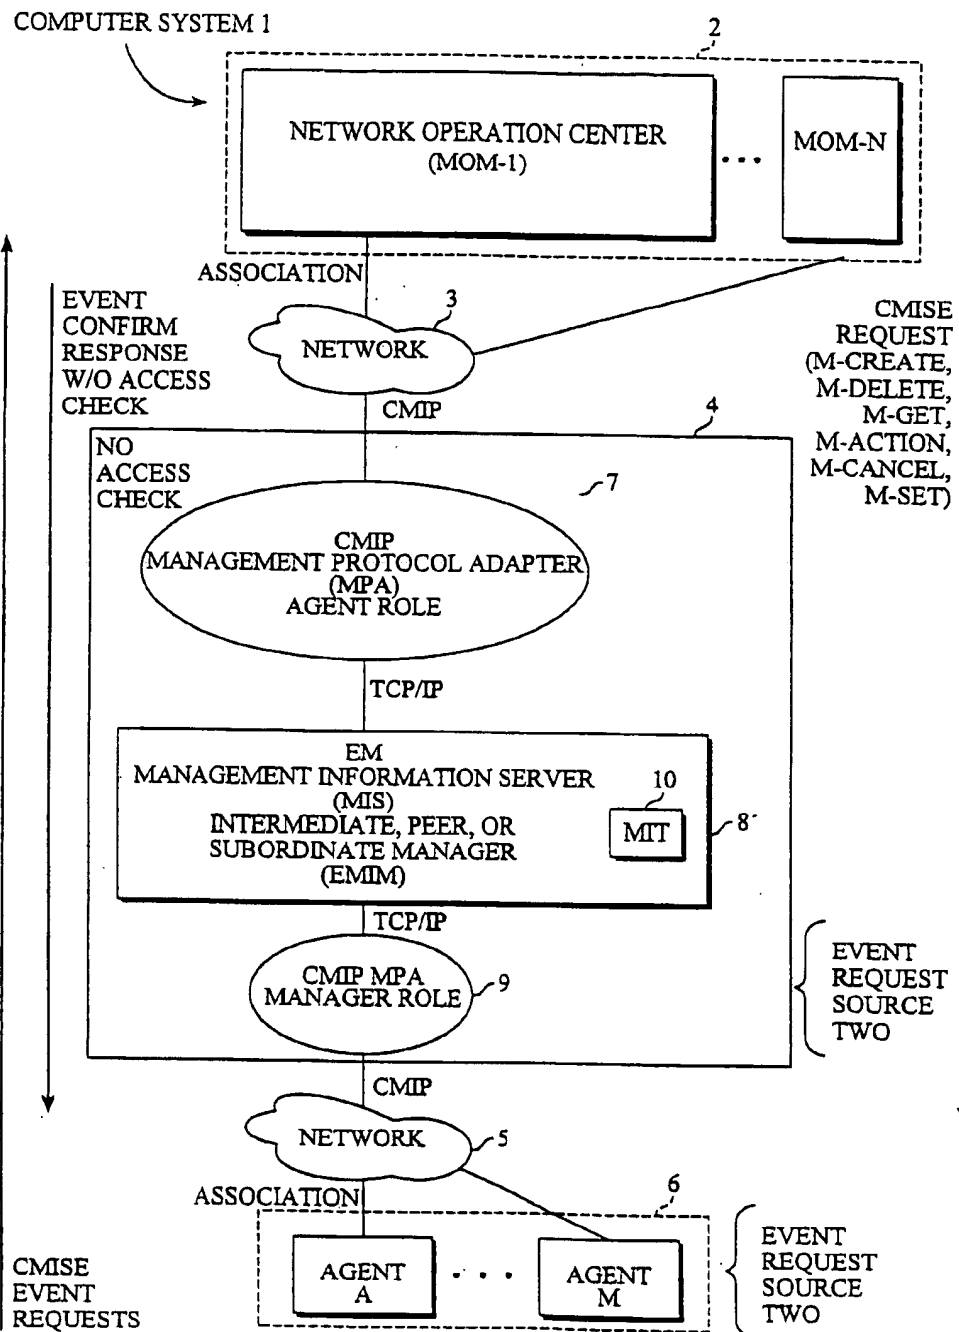 COMPUTER SYSTEM 1
2
NETWORK OPERATION CENTER
(MOM-1)
MOM-N
ASSOCIATION
EVENT
CONFIRM
RESPONSE
W/O ACCESS
CHECK
3
NETWORK
CMIP
CMISE
REQUEST
(M-CREATE,
M-DELETE,
M-GET,
M-ACTION,
M-CANCEL,
M-SET)
4
NO
ACCESS
CHECK
7
CMIP
MANAGEMENT PROTOCOL ADAPTER
(MPA)
AGENT ROLE
TCP/IP
EM
MANAGEMENT INFORMATION SERVER
(MIS)
INTERMEDIATE, PEER, OR
SUBORDINATE MANAGER
(EMIM)
10
MIT
8
TCP/IP
CMIP MPA
MANAGER ROLE
9
EVENT
REQUEST
SOURCE
TWO
CMIP
NETWORK
5
ASSOCIATION
6
AGENT
A
AGENT
M
EVENT
REQUEST
SOURCE
TWO
CMISE
EVENT
REQUESTS